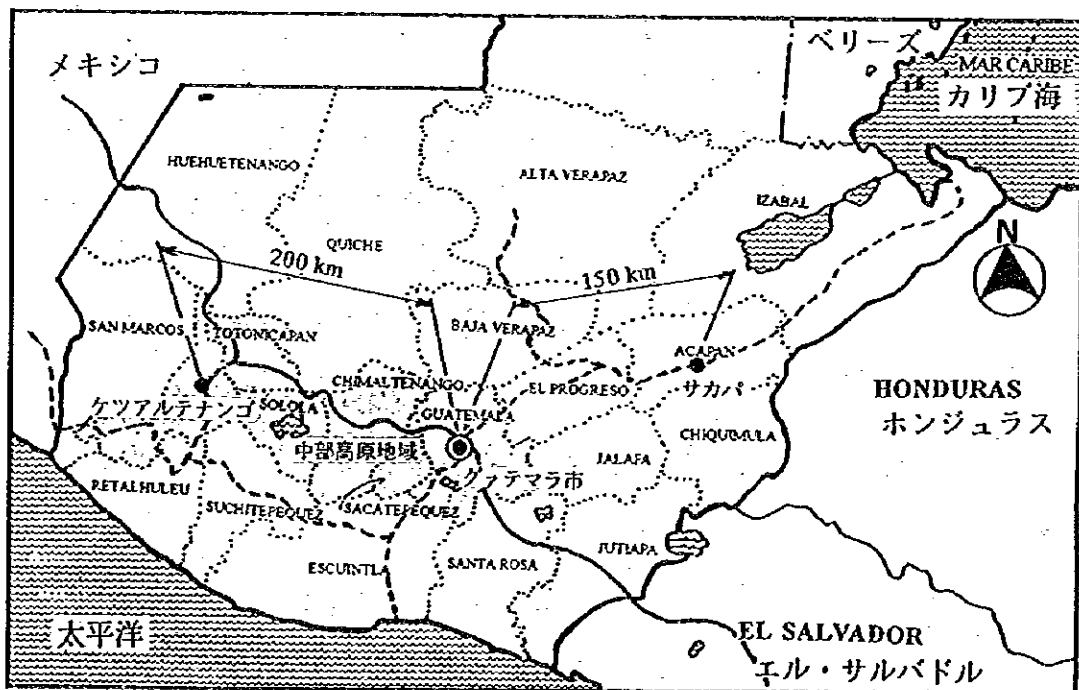 メキシコ
ベリーズ
MAR CARIBE
カリブ海
HUEHUETENANGO
ALTA VERAPAZ
IZABAL
QUICHE
N
200 km
150 km
SAN MARCOS
TOTONICAPAN
BAJA VERAPAZ
ACAPAN
サカパ
CHIMALTENANGO
EL PROGRESO
HONDURAS
ホンジュラス
ケツアルテナンゴ
SOLOLA
GUATEMALA
CHIQUIMULA
中部高原地域
JALAFA
グァテマラ市
RETALHULEU
SUCHITEPEQUEZ
SACATEPEQUEZ
JUTIAPA
ESCUINTLA
SANTA ROSA
太平洋
EL SALVADOR
エル・サルバドル